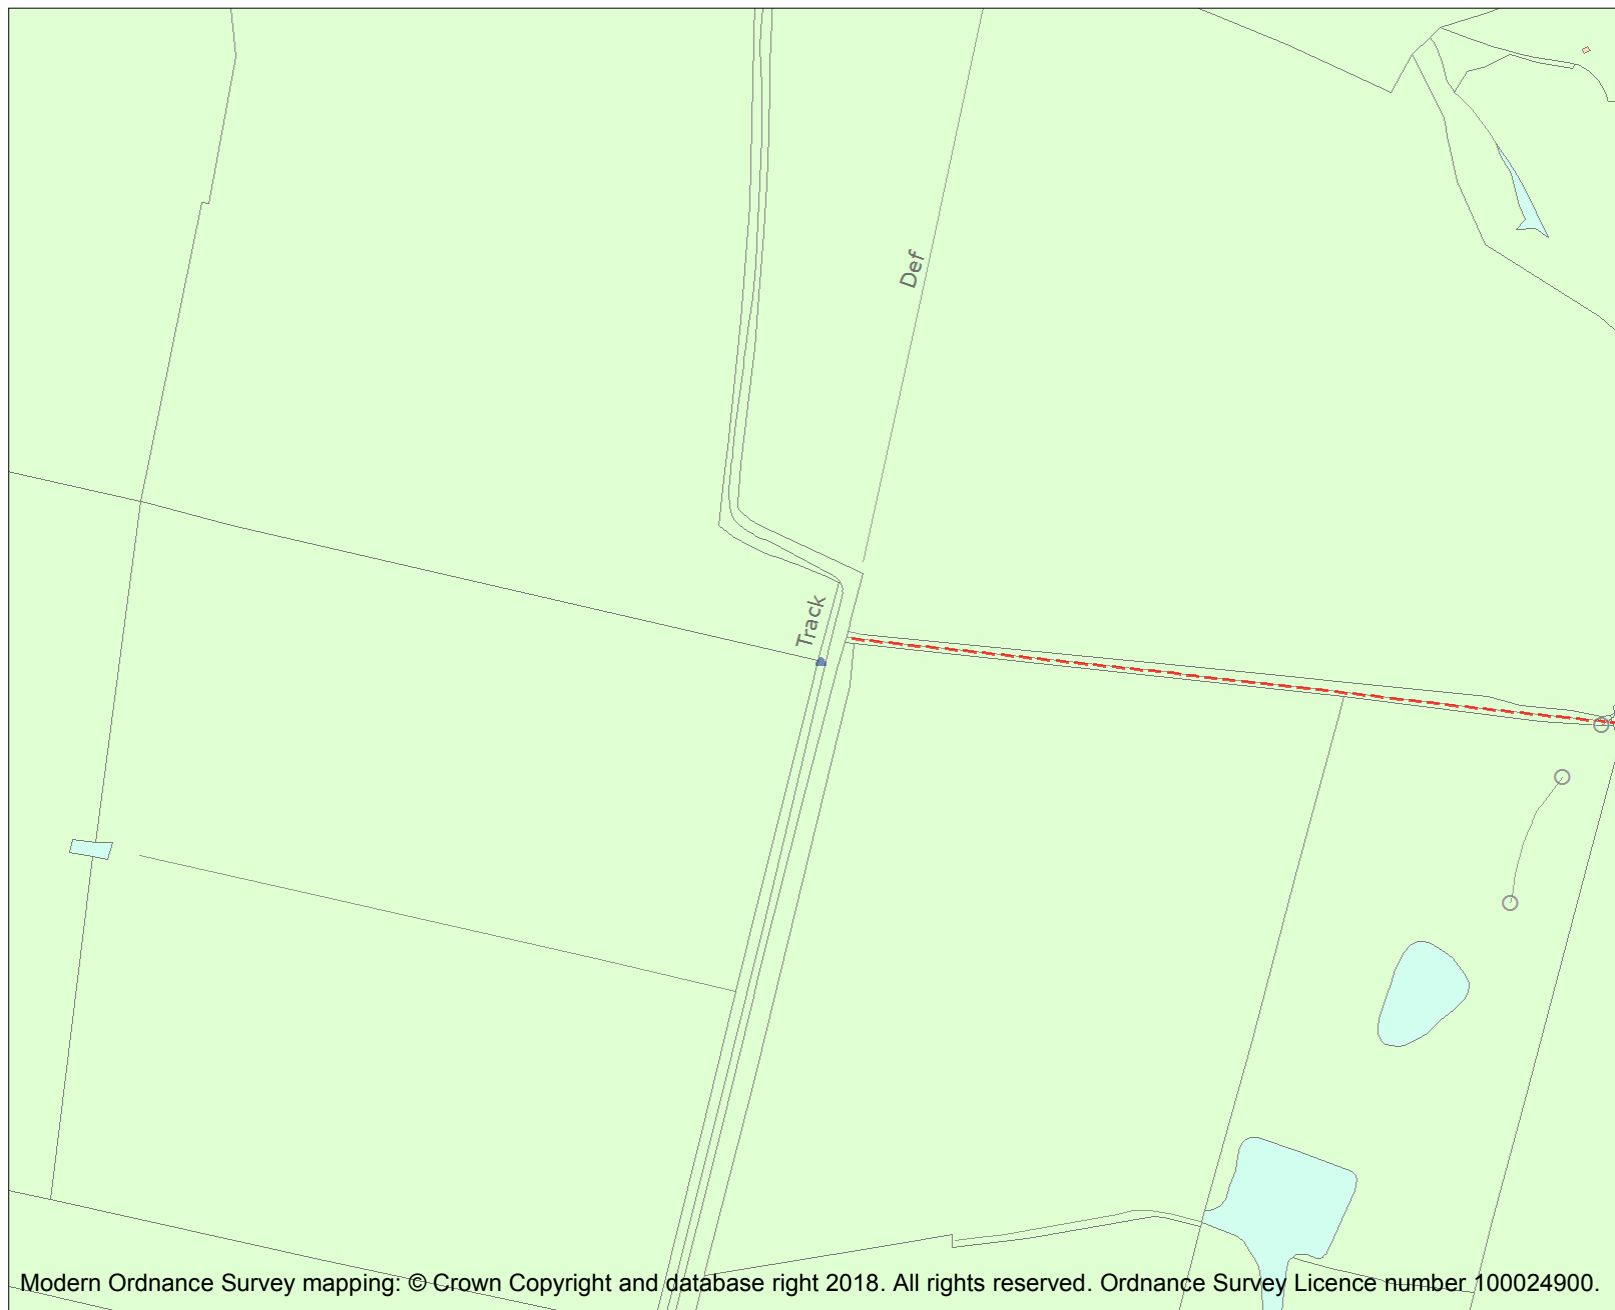 Def
Track
Modern Ordnance Survey mapping: © Crown Copyright and database right 2018. All rights reserved. Ordnance Survey Licence number 100024900.